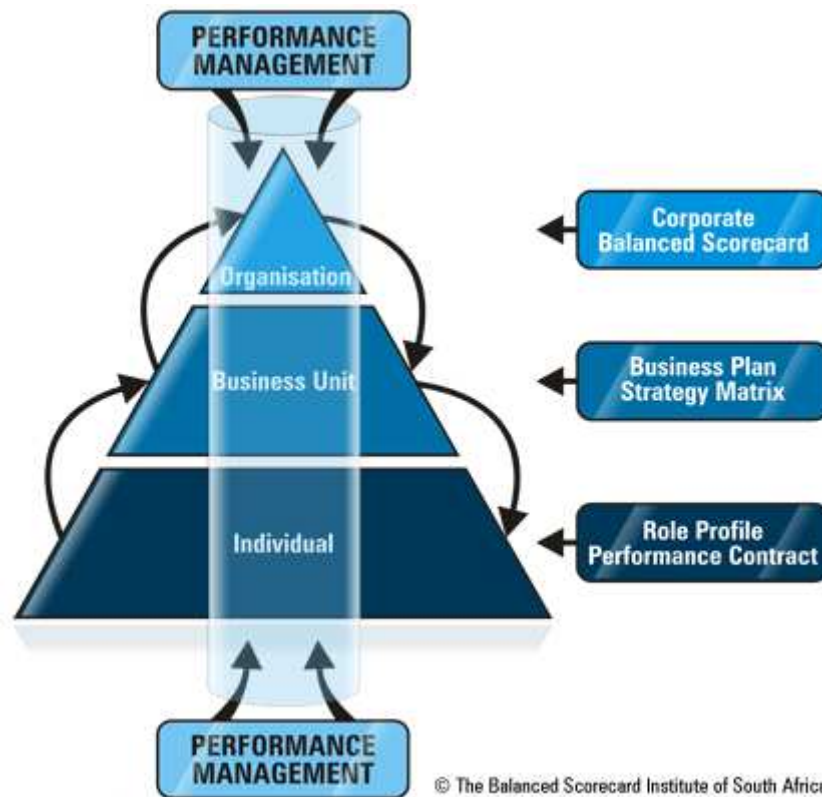 PERFORMANCE
MANAGEMENT
Organisation
Corporate
Balanced Scorecard
Business Unit
Business Plan
Strategy Matrix
Individual
Role Profile
Performance Contract
PERFORMANCE
MANAGEMENT
© The Balanced Scorecard Institute of South Africa